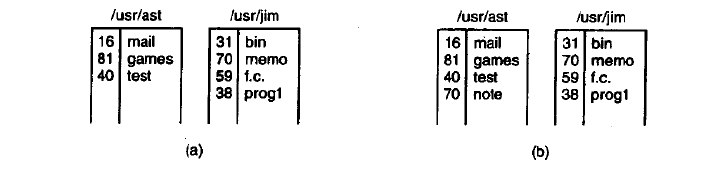 /usr/ast /usr/jim /usr/ast /usr/jim
16 mail 31 bin 16 mail 31 bin
81 games 70 memo 81 games 70 memo
40 test 59 f.c. 40 test 59 f.c.
38 prog1 70 note 38 prog1
(a) (b)